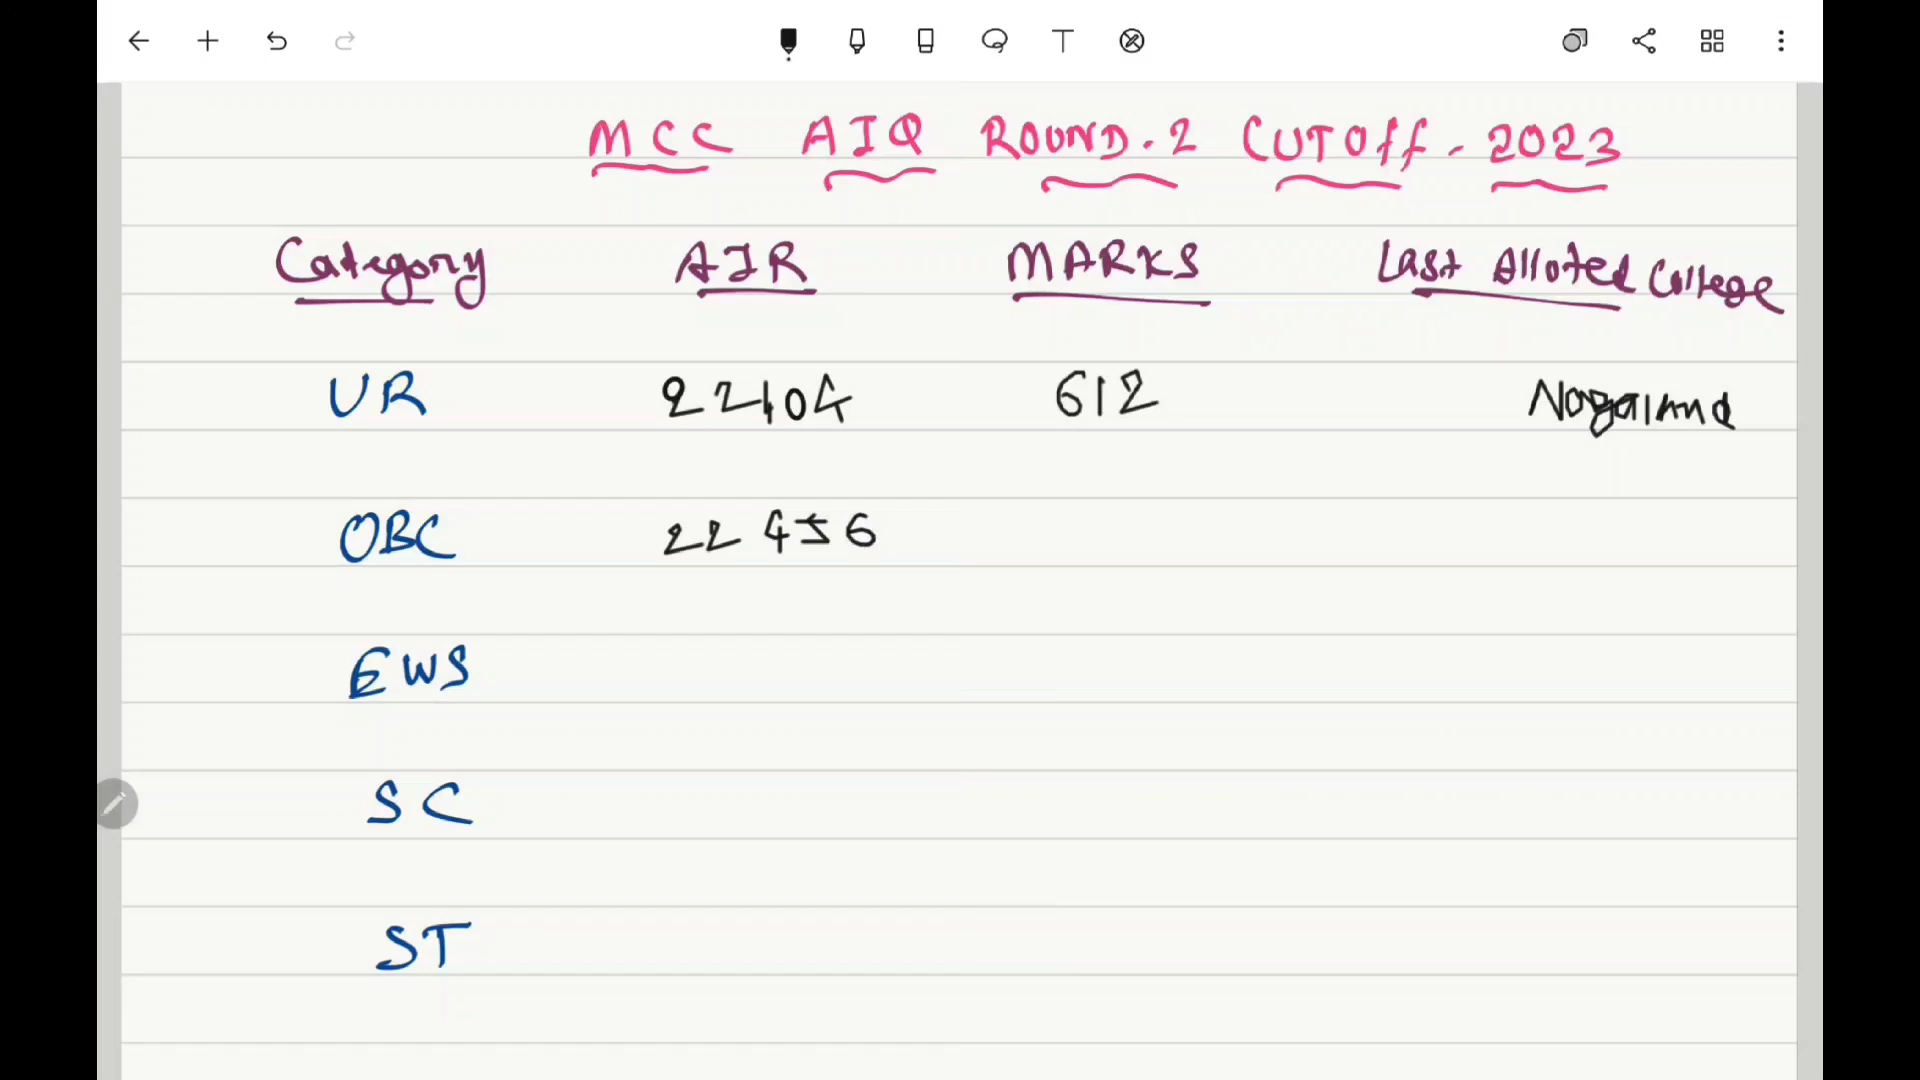 MCC AIQ ROUND-2 CUTOff - 2023
Category AIR MARKS Last Alloted College
UR 22104 612 Nagaland
OBC 22456
EWS
SC
ST